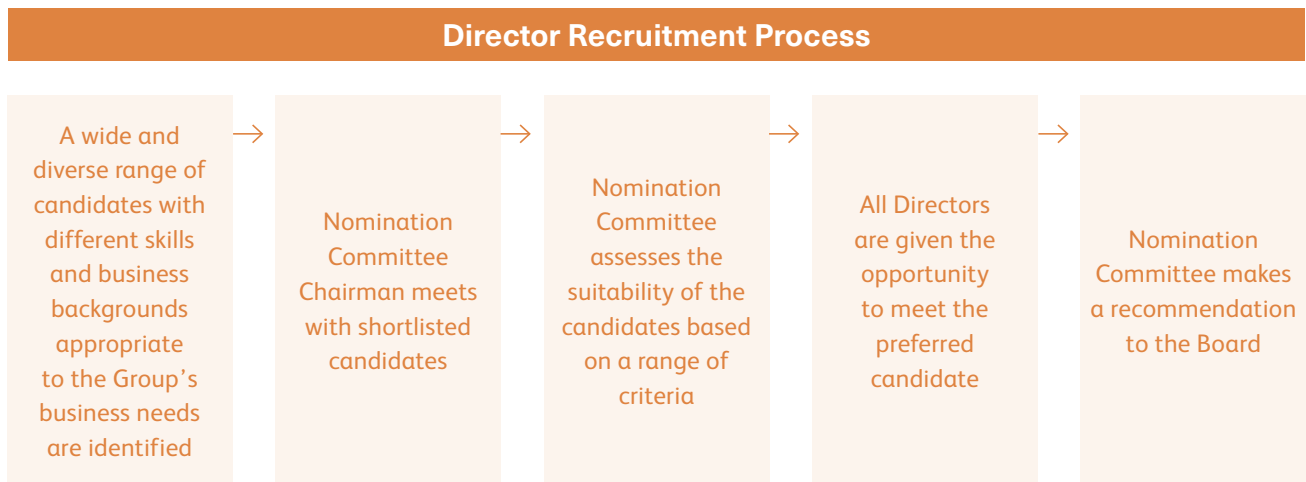 Director Recruitment Process
A wide and
diverse range of
candidates with
different skills
and business
backgrounds
appropriate
to the Group’s
business needs
are identified
Nomination
Committee
Chairman meets
with shortlisted
candidates
Nomination
Committee
assesses the
suitability of the
candidates based
on a range of
criteria
All Directors
are given the
opportunity
to meet the
preferred
candidate
Nomination
Committee makes
a recommendation
to the Board